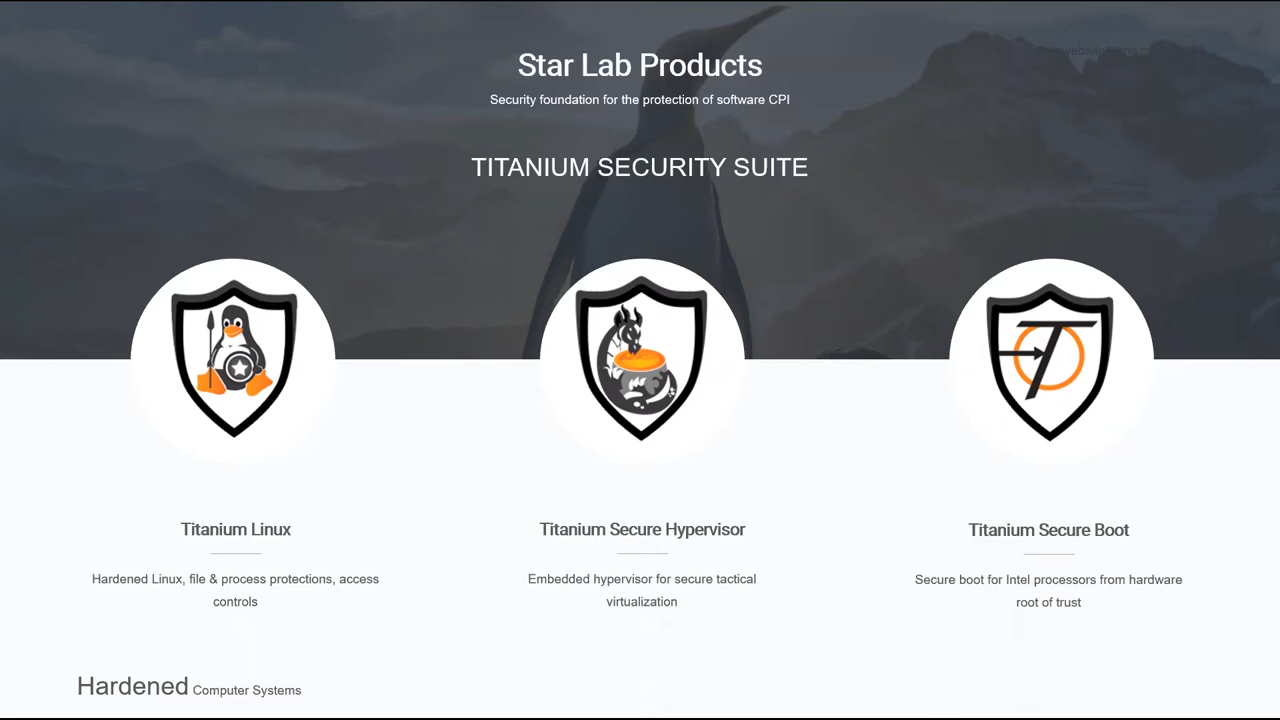 Star Lab Products
Security foundation for the protection of software CPI
TITANIUM SECURITY SUITE
Titanium Linux
Hardened Linux, file & process protections, access
controls
Titanium Secure Hypervisor
Embedded hypervisor for secure tactical
virtualization
Titanium Secure Boot
Secure boot for Intel processors from hardware
root of trust
Hardened Computer Systems